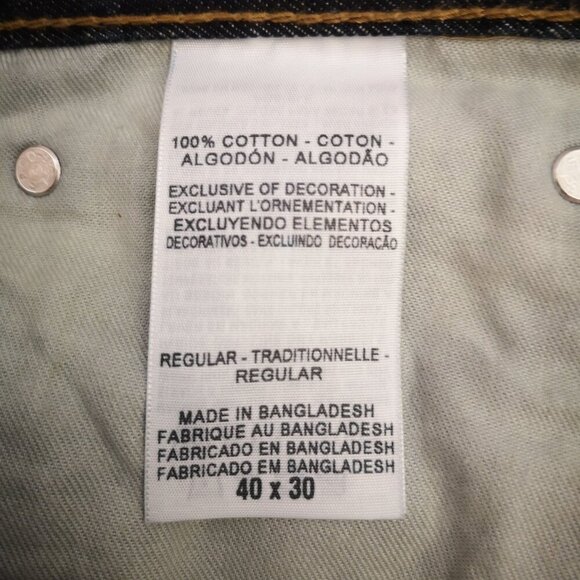 100% COTTON - COTON -
ALGODÓN - ALGODÃO
EXCLUSIVE OF DECORATION -
EXCLUANT L'ORNEMENTATION -
EXCLUYENDO ELEMENTOS
DECORATIVOS - EXCLUINDO DECORAÇÃO
REGULAR - TRADITIONNELLE -
REGULAR
MADE IN BANGLADESH
FABRIQUE AU BANGLADESH
FABRICADO EN BANGLADESH
FABRICADO EM BANGLADESH
40 x 30